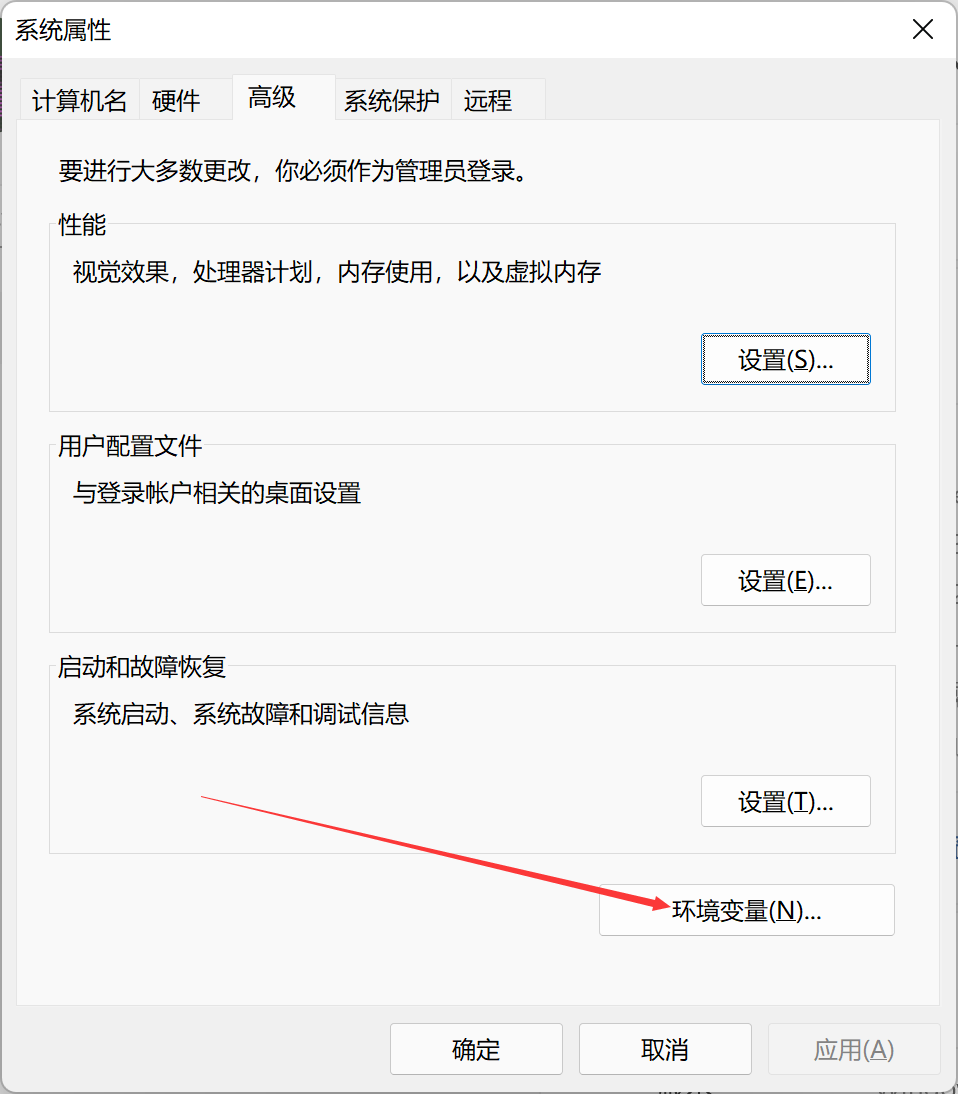 系统属性
计算机名
硬件
高级
系统保护
远程
要进行大多数更改，你必须作为管理员登录。
性能
视觉效果，处理器计划，内存使用，以及虚拟内存
设置(S)...
用户配置文件
与登录帐户相关的桌面设置
设置(E)...
启动和故障恢复
系统启动、系统故障和调试信息
设置(T)...
环境变量(N)...
确定
取消
应用(A)